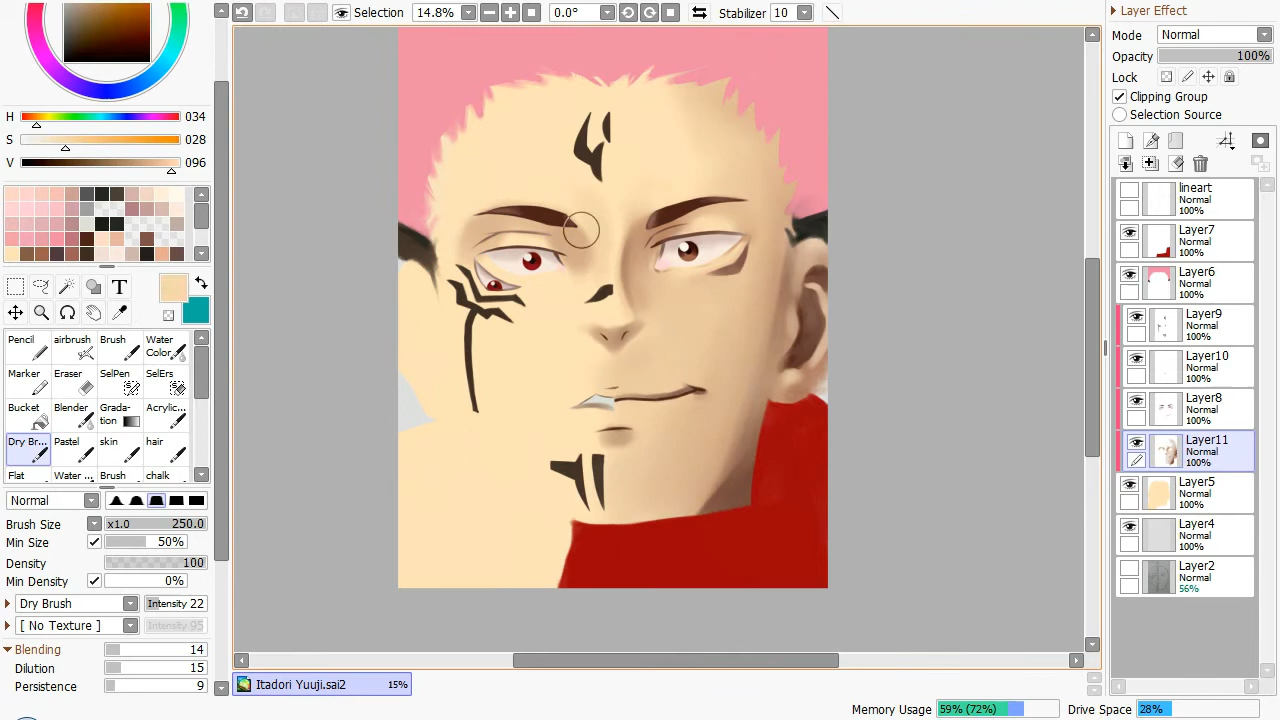 Selection 14.8% 0.0° Stabilizer 10
H 034
S 028
V 096
T
Pencil airbrush Brush Water Color
Marker Eraser SelPen SelErs
Bucket Blender Grada-tion Acrylic...
Dry Br... Pastel skin hair
Flat Water ... Brush chalk
Normal
Brush Size x1.0 250.0
Min Size 50%
Density 100
Min Density 0%
Dry Brush Intensity 22
[ No Texture ] Intensity 95
Blending 14
Dilution 15
Persistence 9
Itadori Yuuji.sai2 15%
Layer Effect
Mode Normal
Opacity 100%
Lock
Clipping Group
Selection Source
lineart
Normal
100%
Layer7
Normal
100%
Layer6
Normal
100%
Layer9
Normal
100%
Layer10
Normal
100%
Layer8
Normal
100%
Layer11
Normal
100%
Layer5
Normal
100%
Layer4
Normal
100%
Layer2
Normal
56%
Memory Usage 59% (72%) Drive Space 28%